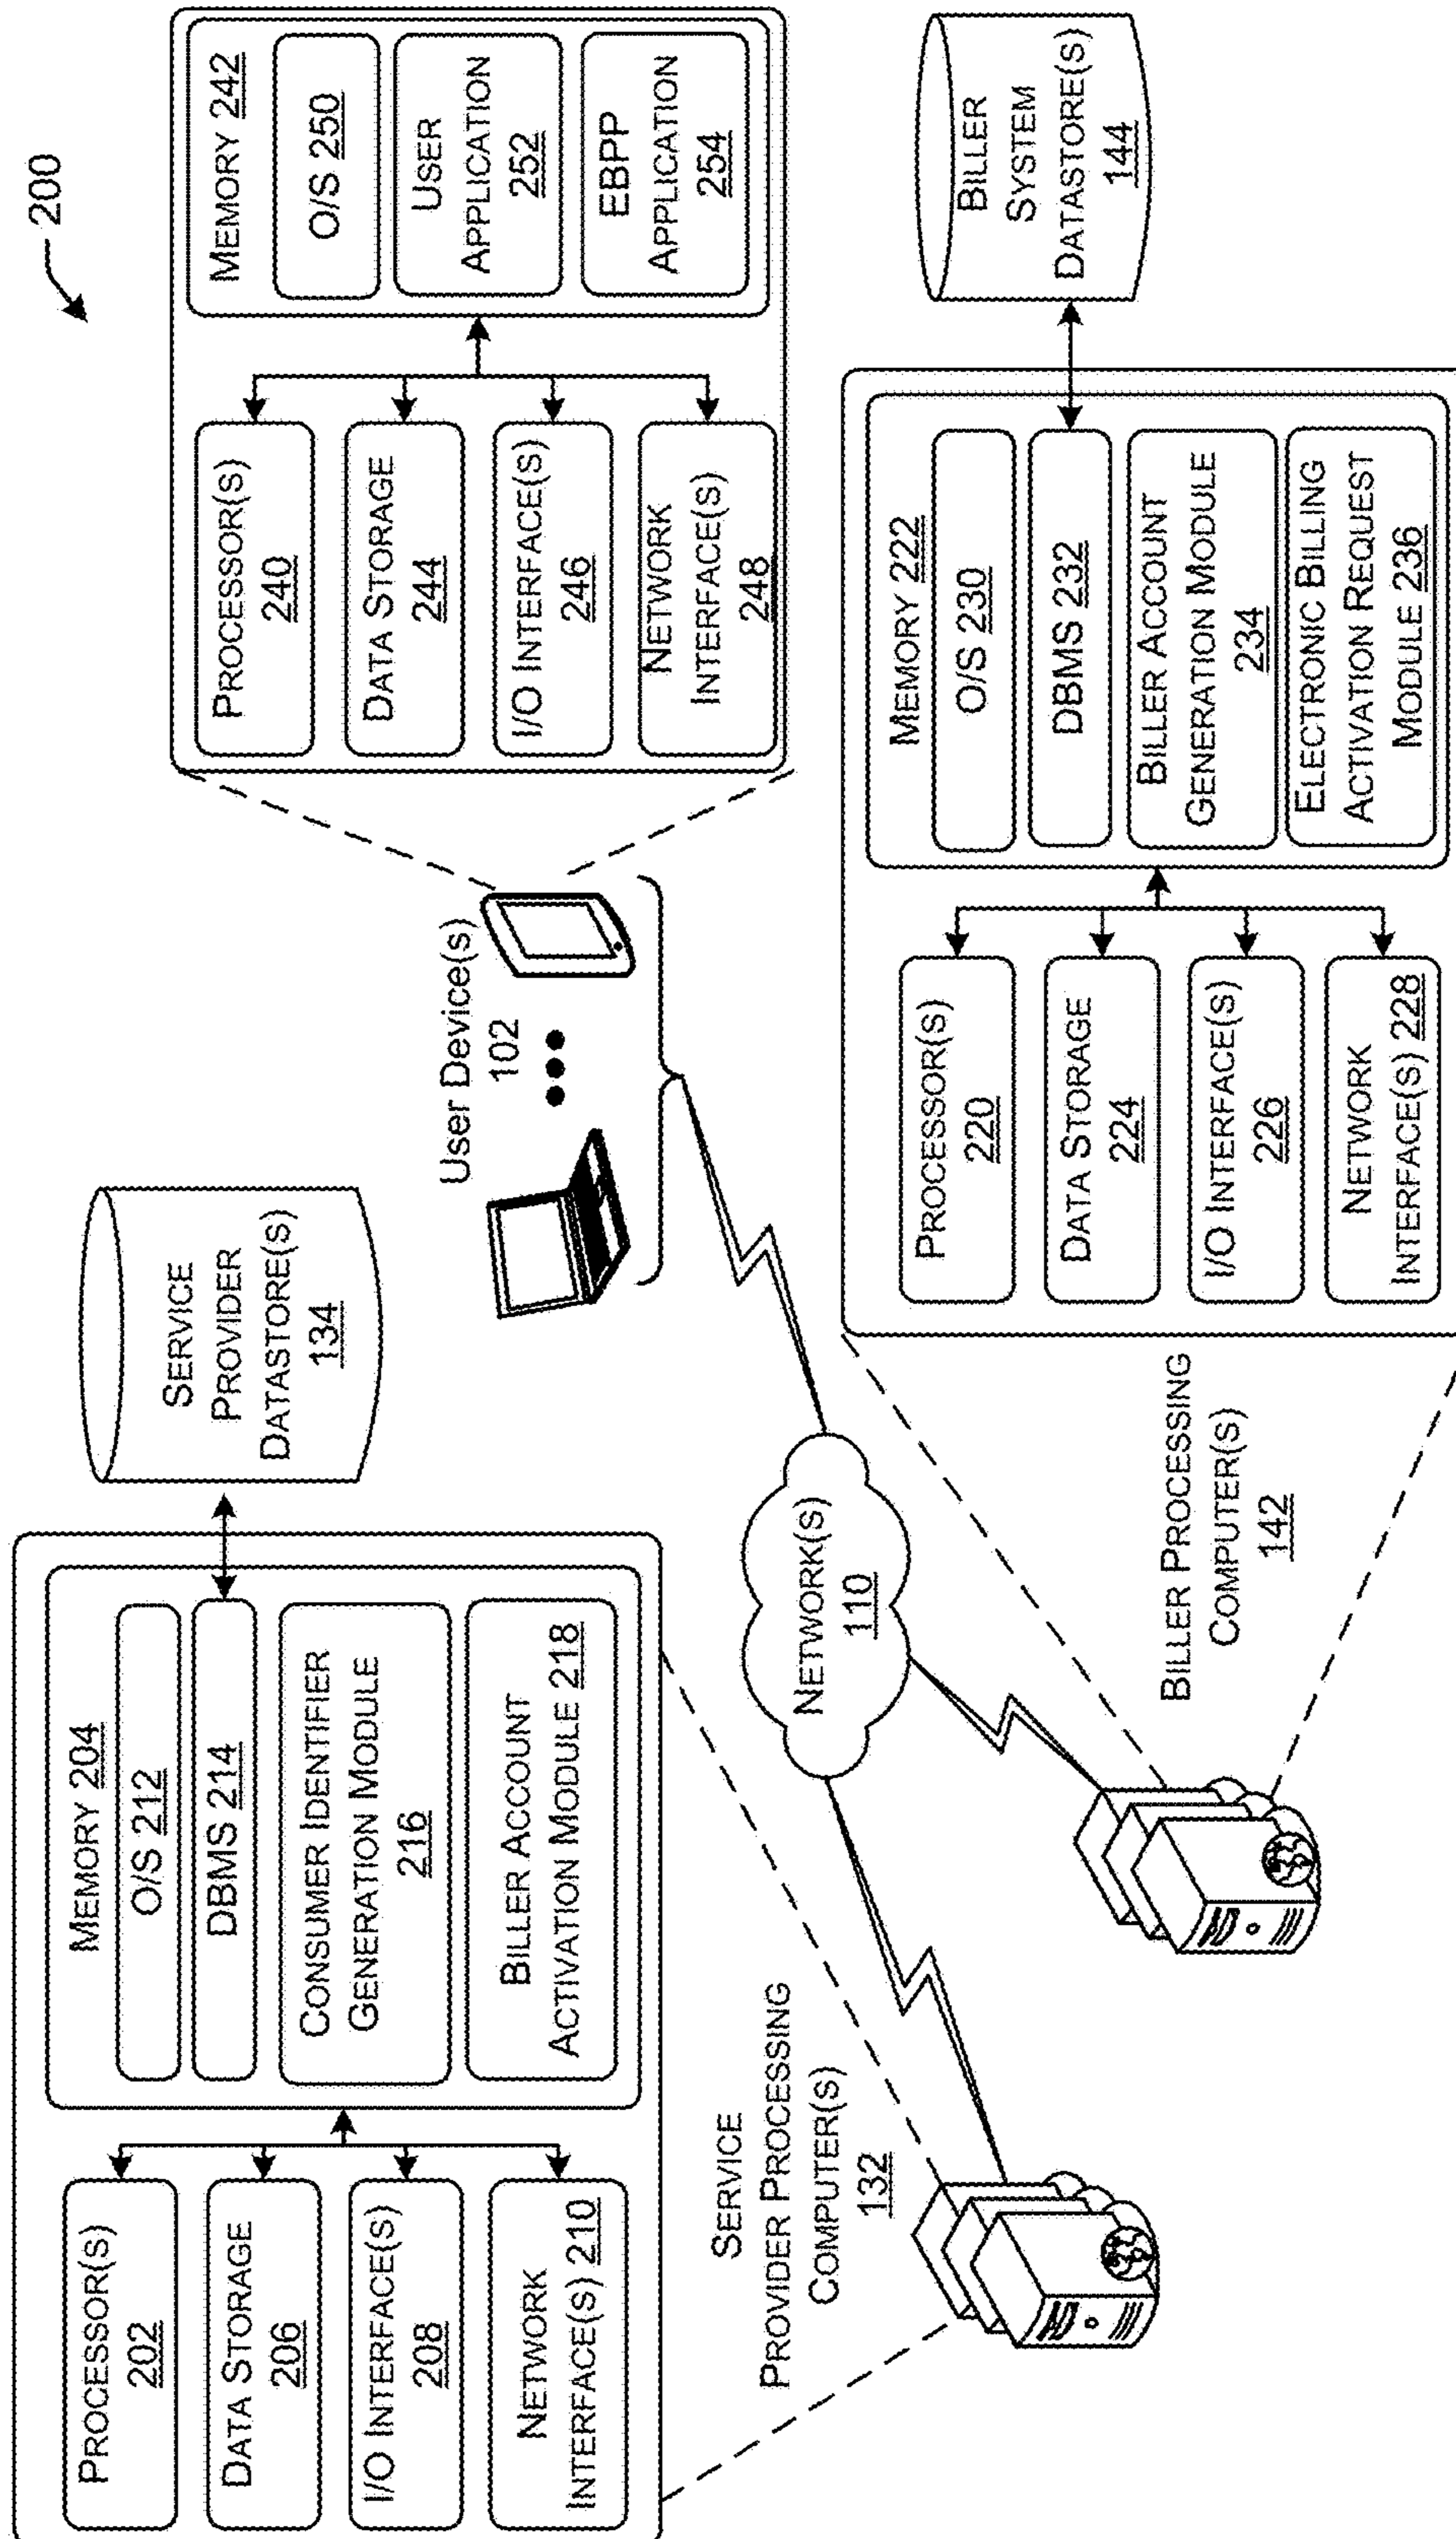 200
PROCESSOR(S)
202
DATA STORAGE
206
I/O INTERFACE(S)
208
NETWORK
INTERFACE(S) 210
MEMORY 204
O/S 212
DBMS 214
CONSUMER IDENTIFIER
GENERATION MODULE
216
BILLER ACCOUNT
ACTIVATION MODULE 218
SERVICE
PROVIDER
DATASTORE(S)
134
User Device(s)
102
PROCESSOR(S)
240
DATA STORAGE
244
I/O INTERFACE(S)
246
NETWORK
INTERFACE(S)
248
MEMORY 242
O/S 250
USER
APPLICATION
252
EBPP
APPLICATION
254
SERVICE
PROVIDER PROCESSING
COMPUTER(S)
132
NETWORK(S)
110
BILLER PROCESSING
COMPUTER(S)
142
PROCESSOR(S)
220
DATA STORAGE
224
I/O INTERFACE(S)
226
NETWORK
INTERFACE(S) 228
MEMORY 222
O/S 230
DBMS 232
BILLER ACCOUNT
GENERATION MODULE
234
ELECTRONIC BILLING
ACTIVATION REQUEST
MODULE 236
BILLER
SYSTEM
DATASTORE(S)
144